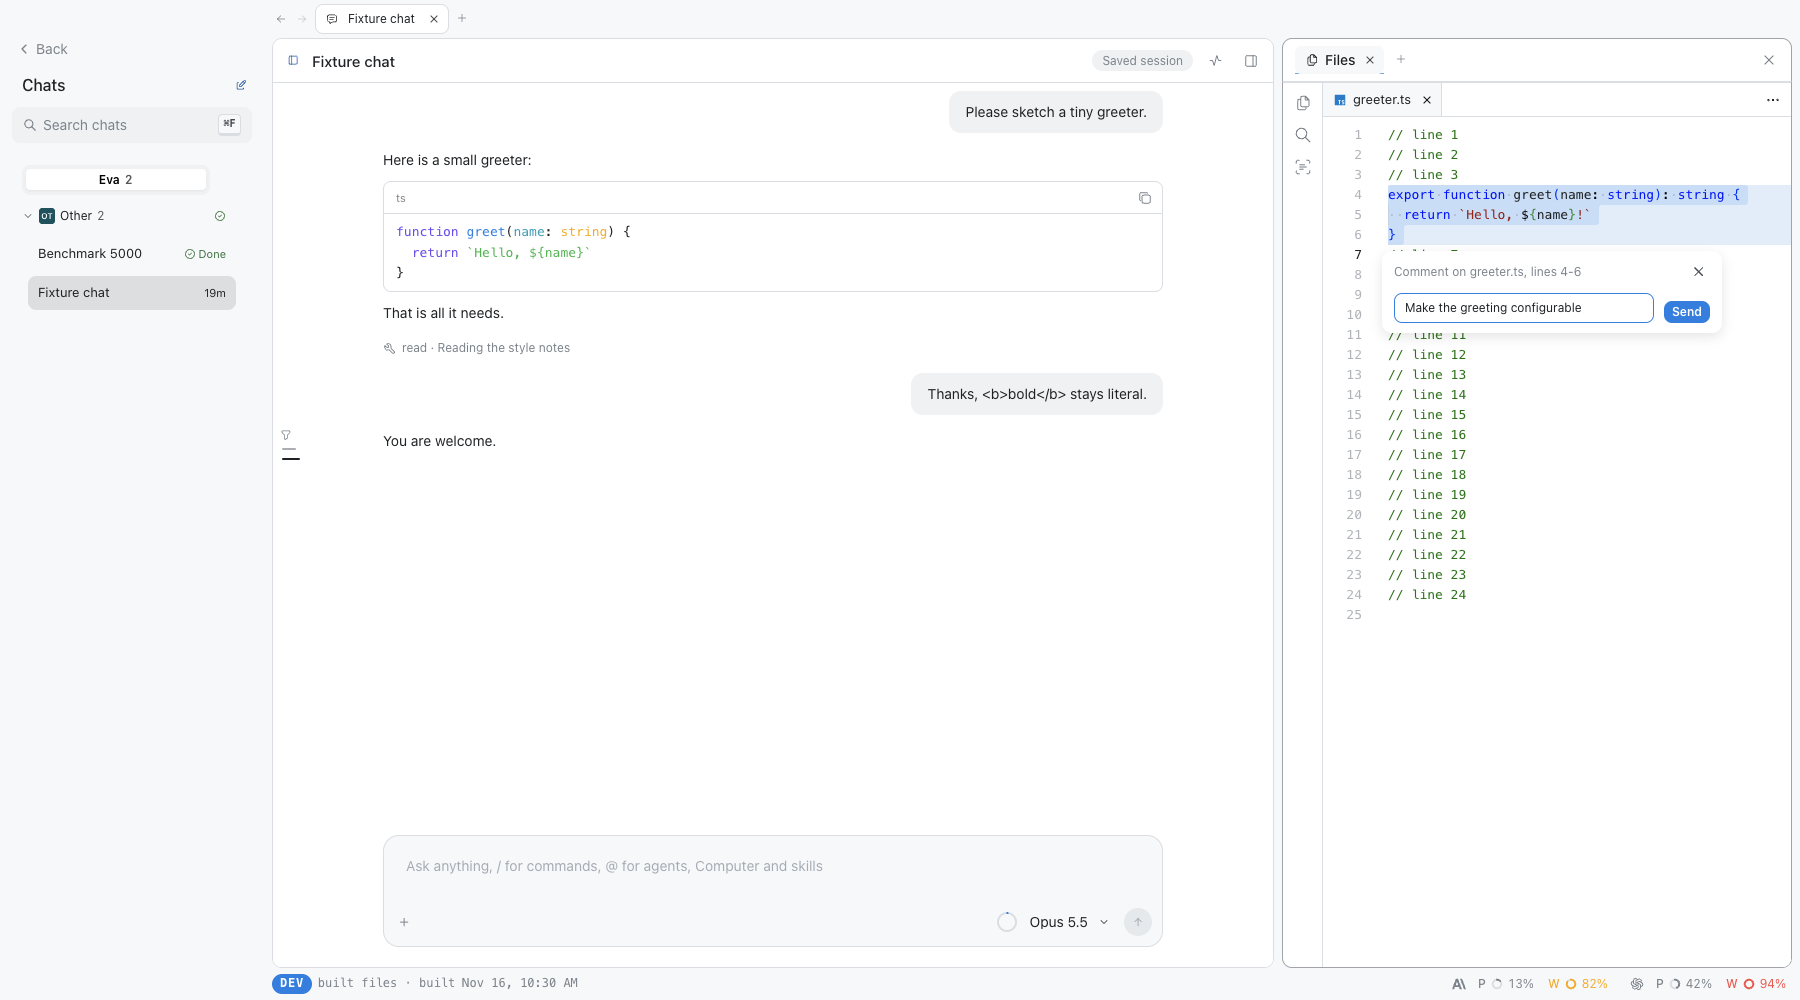 Fixture chat
Back
Chats
Search chats ⌘F
Eva 2
OT Other 2
Benchmark 5000 Done
Fixture chat 19m
Fixture chat Saved session
Please sketch a tiny greeter.
Here is a small greeter:
ts
function greet(name: string) {
return `Hello, ${name}`
}
That is all it needs.
read · Reading the style notes
Thanks, <b>bold</b> stays literal.
You are welcome.
Ask anything, / for commands, @ for agents, Computer and skills
Opus 5.5
Files
TS greeter.ts
1 // line 1
2 // line 2
3 // line 3
4 export function greet(name: string): string {
5 return `Hello, ${name}!`
6 }
7
Comment on greeter.ts, lines 4-6
8
9
Make the greeting configurable Send
10
11 // line 11
12 // line 12
13 // line 13
14 // line 14
15 // line 15
16 // line 16
17 // line 17
18 // line 18
19 // line 19
20 // line 20
21 // line 21
22 // line 22
23 // line 23
24 // line 24
25
DEV built files · built Nov 16, 10:30 AM
P 13% W 82% P 42% W 94%